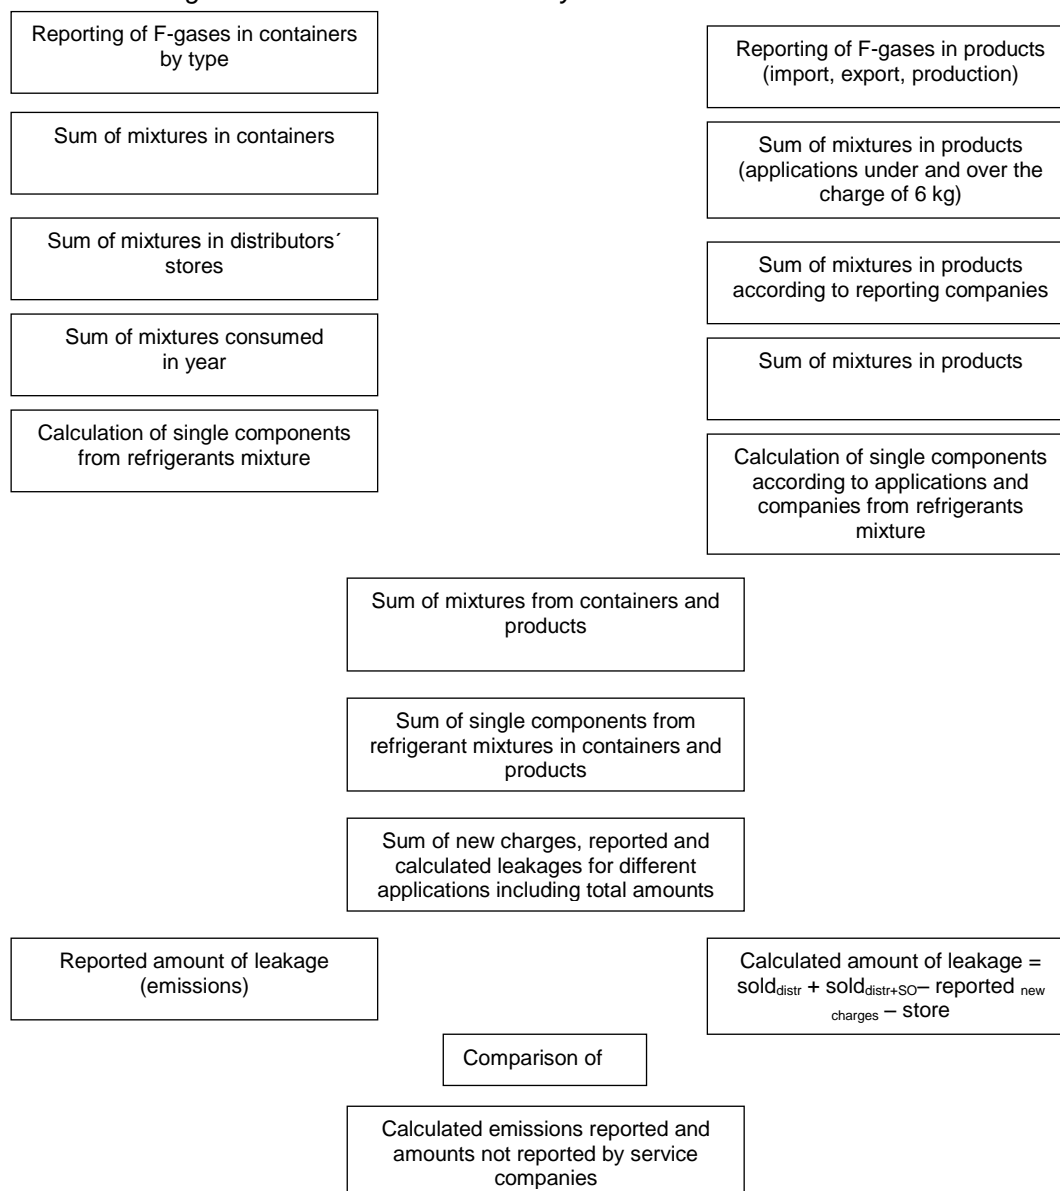 Reporting of F-gases in containers
by type
Sum of mixtures in containers
Sum of mixtures in distributors´
stores
Sum of mixtures consumed
in year
Calculation of single components
from refrigerants mixture
Reporting of F-gases in products
(import, export, production)
Sum of mixtures in products
(applications under and over the
charge of 6 kg)
Sum of mixtures in products
according to reporting companies
Sum of mixtures in products
Calculation of single components
according to applications and
companies from refrigerants
mixture
Sum of mixtures from containers and
products
Sum of single components from
refrigerant mixtures in containers and
products
Sum of new charges, reported and
calculated leakages for different
applications including total amounts
Reported amount of leakage
(emissions)
Calculated amount of leakage =
sold distr + sold distr+SO– reported new
charges – store
Comparison of
Calculated emissions reported and
amounts not reported by service
companies